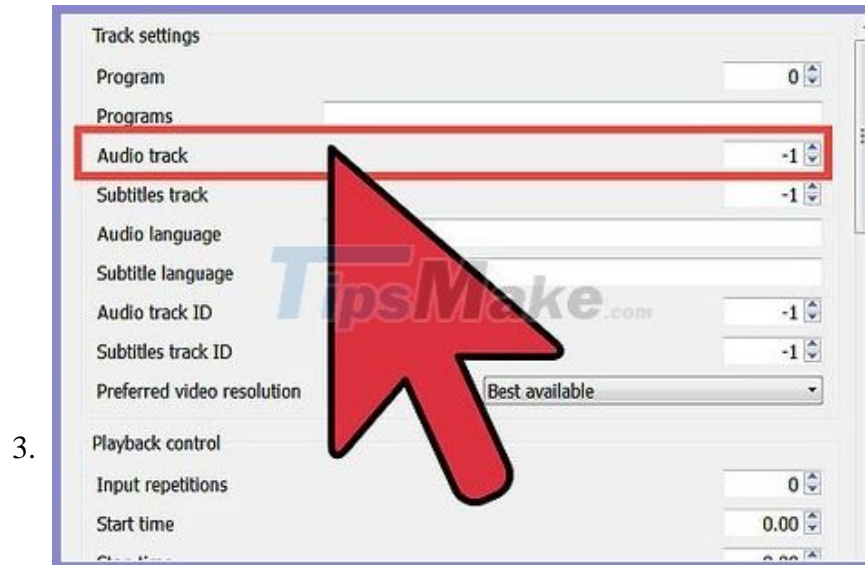 Track settings
Program 0
Programs
Audio track -1
Subtitles track -1
Audio language
Subtitle language
TipsMake.com
Audio track ID -1
Subtitles track ID -1
Preferred video resolution Best available
3.
Playback control
Input repetitions 0
Start time 0.00